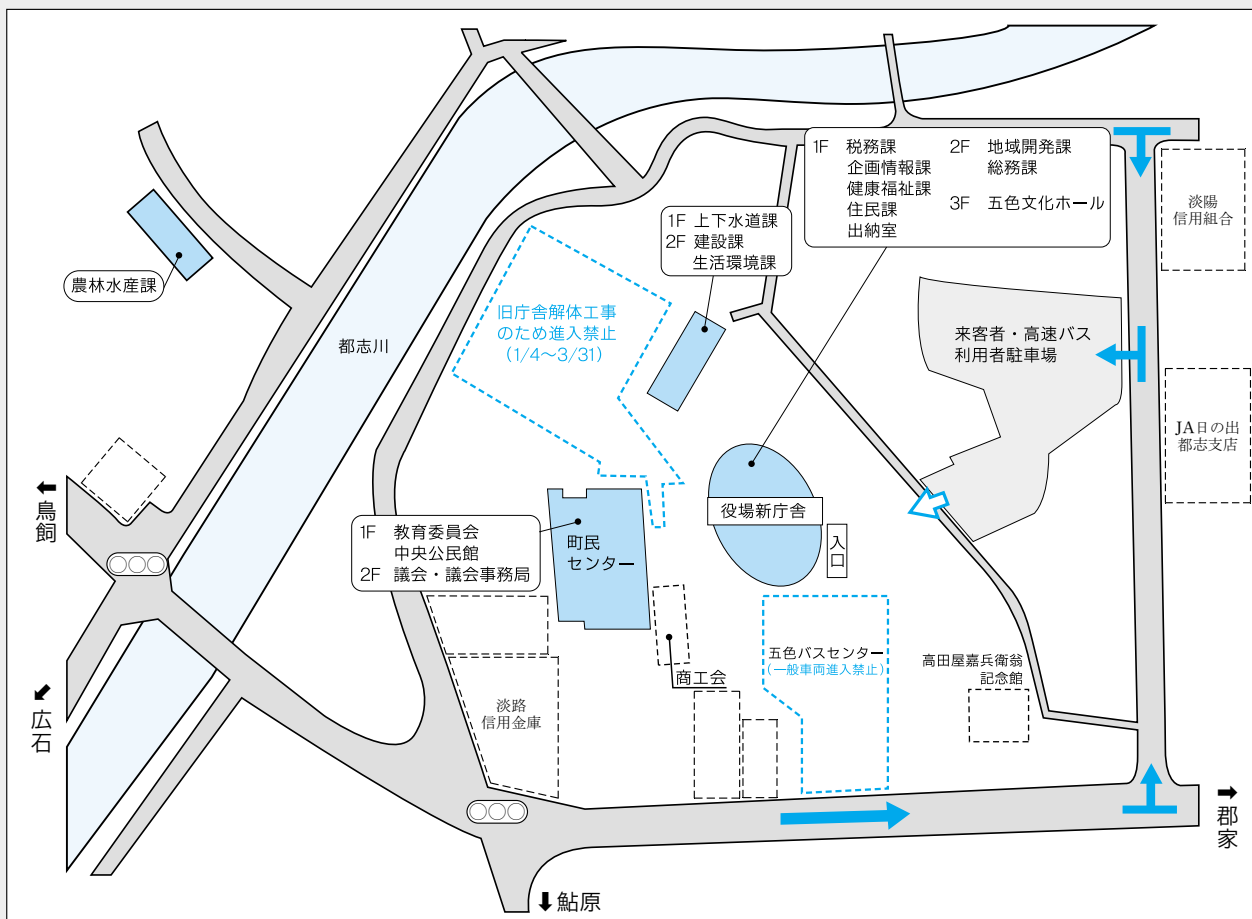 1F 税務課
企画情報課
健康福祉課
住民課
出納室
2F 地域開発課
総務課
3F 五色文化ホール
淡陽
信用組合
1F 上下水道課
2F 建設課
生活環境課
農林水産課
旧庁舎解体工事
のため進入禁止
(1/4〜3/31)
都志川
来客者・高速バス
利用者駐車場
JA日の出
都志支店
鳥飼
役場新庁舎
入口
1F 教育委員会
中央公民館
2F 議会・議会事務局
町民
センター
五色バスセンター
(一般車両進入禁止)
高田屋嘉兵衛翁
記念館
商工会
淡路
信用金庫
広石
郡家
鮎原